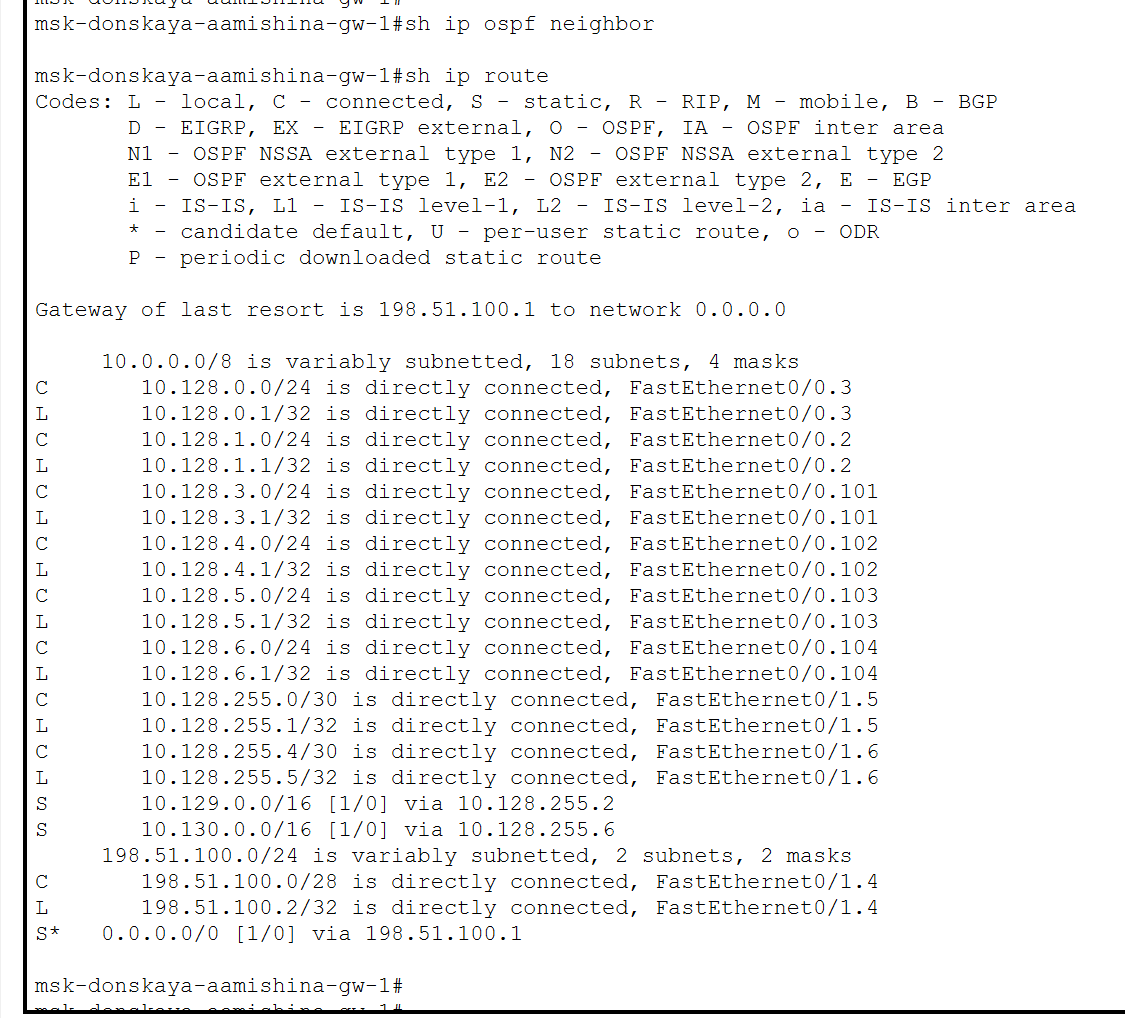 msk-donskaya-aamishina-gw-1#
msk-donskaya-aamishina-gw-1#sh ip ospf neighbor
msk-donskaya-aamishina-gw-1#sh ip route
Codes: L - local, C - connected, S - static, R - RIP, M - mobile, B - BGP
D - EIGRP, EX - EIGRP external, O - OSPF, IA - OSPF inter area
N1 - OSPF NSSA external type 1, N2 - OSPF NSSA external type 2
E1 - OSPF external type 1, E2 - OSPF external type 2, E - EGP
i - IS-IS, L1 - IS-IS level-1, L2 - IS-IS level-2, ia - IS-IS inter area
* - candidate default, U - per-user static route, o - ODR
P - periodic downloaded static route
Gateway of last resort is 198.51.100.1 to network 0.0.0.0
10.0.0.0/8 is variably subnetted, 18 subnets, 4 masks
C 10.128.0.0/24 is directly connected, FastEthernet0/0.3
L 10.128.0.1/32 is directly connected, FastEthernet0/0.3
C 10.128.1.0/24 is directly connected, FastEthernet0/0.2
L 10.128.1.1/32 is directly connected, FastEthernet0/0.2
C 10.128.3.0/24 is directly connected, FastEthernet0/0.101
L 10.128.3.1/32 is directly connected, FastEthernet0/0.101
C 10.128.4.0/24 is directly connected, FastEthernet0/0.102
L 10.128.4.1/32 is directly connected, FastEthernet0/0.102
C 10.128.5.0/24 is directly connected, FastEthernet0/0.103
L 10.128.5.1/32 is directly connected, FastEthernet0/0.103
C 10.128.6.0/24 is directly connected, FastEthernet0/0.104
L 10.128.6.1/32 is directly connected, FastEthernet0/0.104
C 10.128.255.0/30 is directly connected, FastEthernet0/1.5
L 10.128.255.1/32 is directly connected, FastEthernet0/1.5
C 10.128.255.4/30 is directly connected, FastEthernet0/1.6
L 10.128.255.5/32 is directly connected, FastEthernet0/1.6
S 10.129.0.0/16 [1/0] via 10.128.255.2
S 10.130.0.0/16 [1/0] via 10.128.255.6
198.51.100.0/24 is variably subnetted, 2 subnets, 2 masks
C 198.51.100.0/28 is directly connected, FastEthernet0/1.4
L 198.51.100.2/32 is directly connected, FastEthernet0/1.4
S* 0.0.0.0/0 [1/0] via 198.51.100.1
msk-donskaya-aamishina-gw-1#
msk-donskaya-aamishina-gw-1#